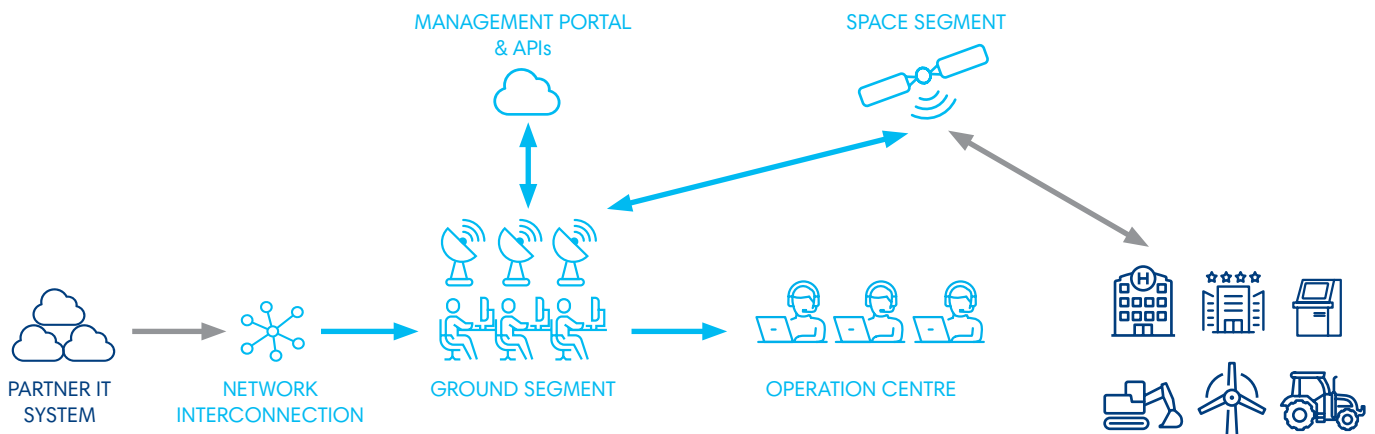 MANAGEMENT PORTAL
& APIs
SPACE SEGMENT
H
PARTNER IT
SYSTEM
NETWORK
INTERCONNECTION
GROUND SEGMENT
OPERATION CENTRE